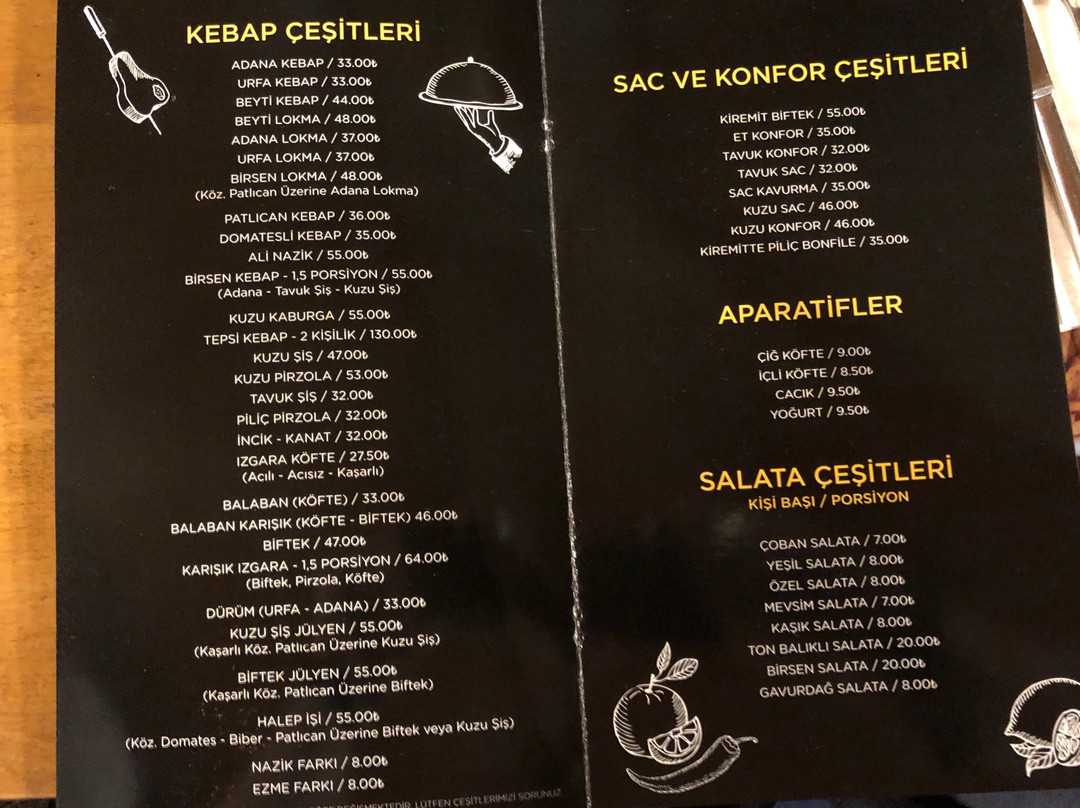 KEBAP ÇEŞİTLERİ
ADANA KEBAP / 33.00₺
URFA KEBAP / 33.00₺
BEYTİ KEBAP / 44.00₺
BEYTİ LOKMA / 48.00₺
ADANA LOKMA / 37.00₺
URFA LOKMA / 37.00₺
BİRSEN LOKMA / 48.00₺
(Köz. Patlıcan Üzerine Adana Lokma)
PATLICAN KEBAP / 36.00₺
DOMATESLİ KEBAP / 35.00₺
ALİ NAZİK / 55.00₺
BİRSEN KEBAP - 1,5 PORSİYON / 55.00₺
(Adana - Tavuk Şiş - Kuzu Şiş)
KUZU KABURGA / 55.00₺
TEPSİ KEBAP - 2 KİŞİLİK / 130.00₺
KUZU ŞİŞ / 47.00₺
KUZU PİRZOLA / 53.00₺
TAVUK ŞİŞ / 32.00₺
PİLİÇ PİRZOLA / 32.00₺
İNCİK - KANAT / 32.00₺
IZGARA KÖFTE / 27.50₺
(Acılı - Acısız - Kaşarlı)
BALABAN (KÖFTE) / 33.00₺
BALABAN KARIŞIK (KÖFTE - BİFTEK) 46.00₺
BİFTEK / 47.00₺
KARIŞIK IZGARA - 1,5 PORSİYON / 64.00₺
(Biftek, Pirzola, Köfte)
DÜRÜM (URFA - ADANA) / 33.00₺
KUZU ŞİŞ JÜLYEN / 55.00₺
(Kaşarlı Köz. Patlıcan Üzerine Kuzu Şiş)
BİFTEK JÜLYEN / 55.00₺
(Kaşarlı Köz. Patlıcan Üzerine Biftek)
HALEP İŞİ / 55.00₺
(Köz. Domates - Biber - Patlıcan Üzerine Biftek veya Kuzu Şiş)
NAZİK FARKI / 8.00₺
EZME FARKI / 8.00₺
GÖRE DEĞİŞMEKTEDİR. LÜTFEN ÇEŞİTLERİMİZİ SORUNUZ
SAC VE KONFOR ÇEŞİTLERİ
KİREMİT BİFTEK / 55.00₺
ET KONFOR / 35.00₺
TAVUK KONFOR / 32.00₺
TAVUK SAC / 32.00₺
SAC KAVURMA / 35.00₺
KUZU SAC / 46.00₺
KUZU KONFOR / 46.00₺
KİREMİTTE PİLİÇ BONFİLE / 35.00₺
APARATİFLER
ÇİĞ KÖFTE / 9.00₺
İÇLİ KÖFTE / 8.50₺
CACIK / 9.50₺
YOĞURT / 9.50₺
SALATA ÇEŞİTLERİ
KİŞİ BAŞI / PORSİYON
ÇOBAN SALATA / 7.00₺
YEŞİL SALATA / 8.00₺
ÖZEL SALATA / 8.00₺
MEVSİM SALATA / 7.00₺
KAŞIK SALATA / 8.00₺
TON BALIKLI SALATA / 20.00₺
BİRSEN SALATA / 20.00₺
GAVURDAĞ SALATA / 8.00₺